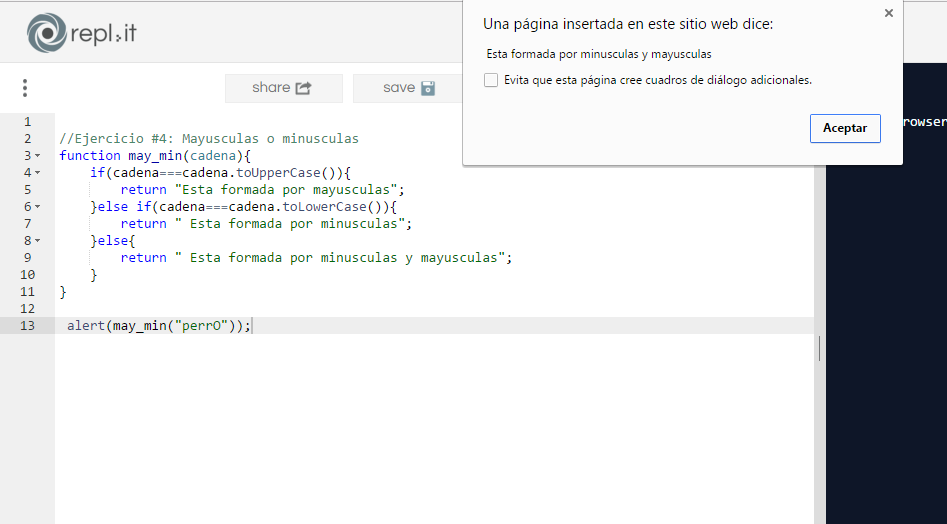 repl.it
Una página insertada en este sitio web dice:
Esta formada por minusculas y mayusculas
Evita que esta página cree cuadros de diálogo adicionales.
Aceptar
share
save
rowser
1
2 //Ejercicio #4: Mayusculas o minusculas
3 function may_min(cadena){
4 if(cadena===cadena.toUpperCase()){
5 return "Esta formada por mayusculas";
6 }else if(cadena===cadena.toLowerCase()){
7 return " Esta formada por minusculas";
8 }else{
9 return " Esta formada por minusculas y mayusculas";
10 }
11 }
12
13 alert(may_min("perrO"));